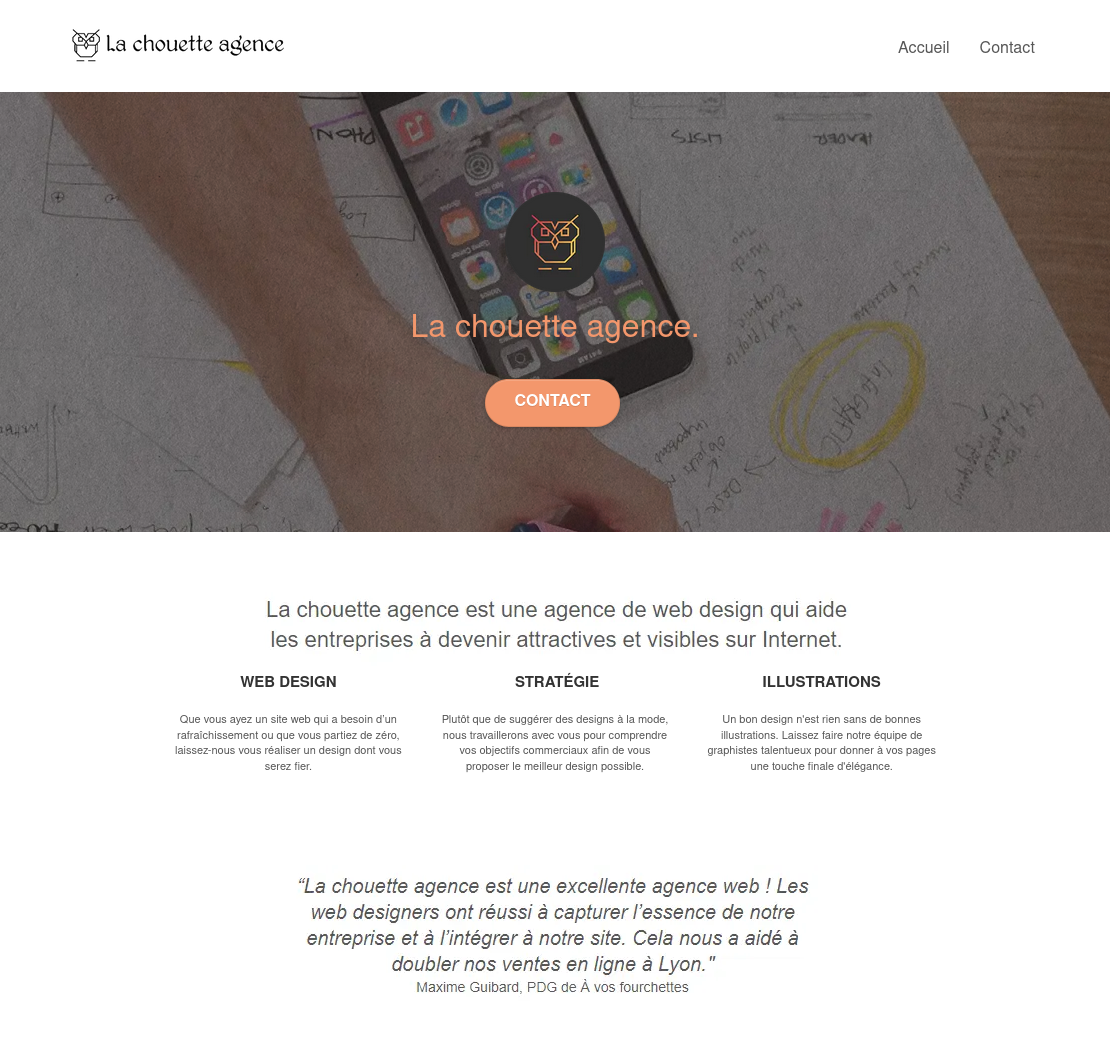 La chouette agence
Accueil Contact
PHON
LISTS
HEADER
La chouette agence.
CONTACT
La chouette agence est une agence de web design qui aide
les entreprises à devenir attractives et visibles sur Internet.
WEB DESIGN
Que vous ayez un site web qui a besoin d’un
rafraîchissement ou que vous partiez de zéro,
laissez-nous vous réaliser un design dont vous
serez fier.
STRATÉGIE
Plutôt que de suggérer des designs à la mode,
nous travaillerons avec vous pour comprendre
vos objectifs commerciaux afin de vous
proposer le meilleur design possible.
ILLUSTRATIONS
Un bon design n'est rien sans de bonnes
illustrations. Laissez faire notre équipe de
graphistes talentueux pour donner à vos pages
une touche finale d'élégance.
“La chouette agence est une excellente agence web ! Les
web designers ont réussi à capturer l’essence de notre
entreprise et à l’intégrer à notre site. Cela nous a aidé à
doubler nos ventes en ligne à Lyon."
Maxime Guibard, PDG de À vos fourchettes